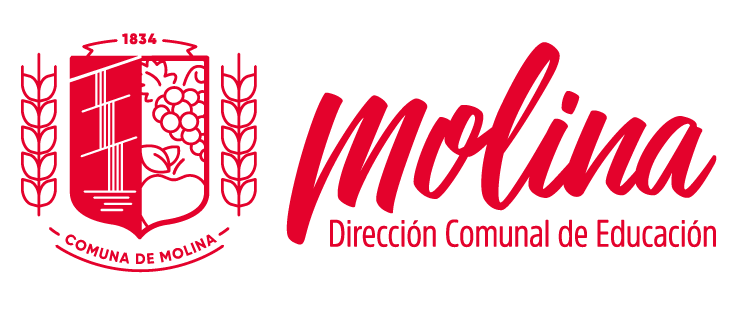 1834
COMUNA DE MOLINA
molina
Dirección Comunal de Educación